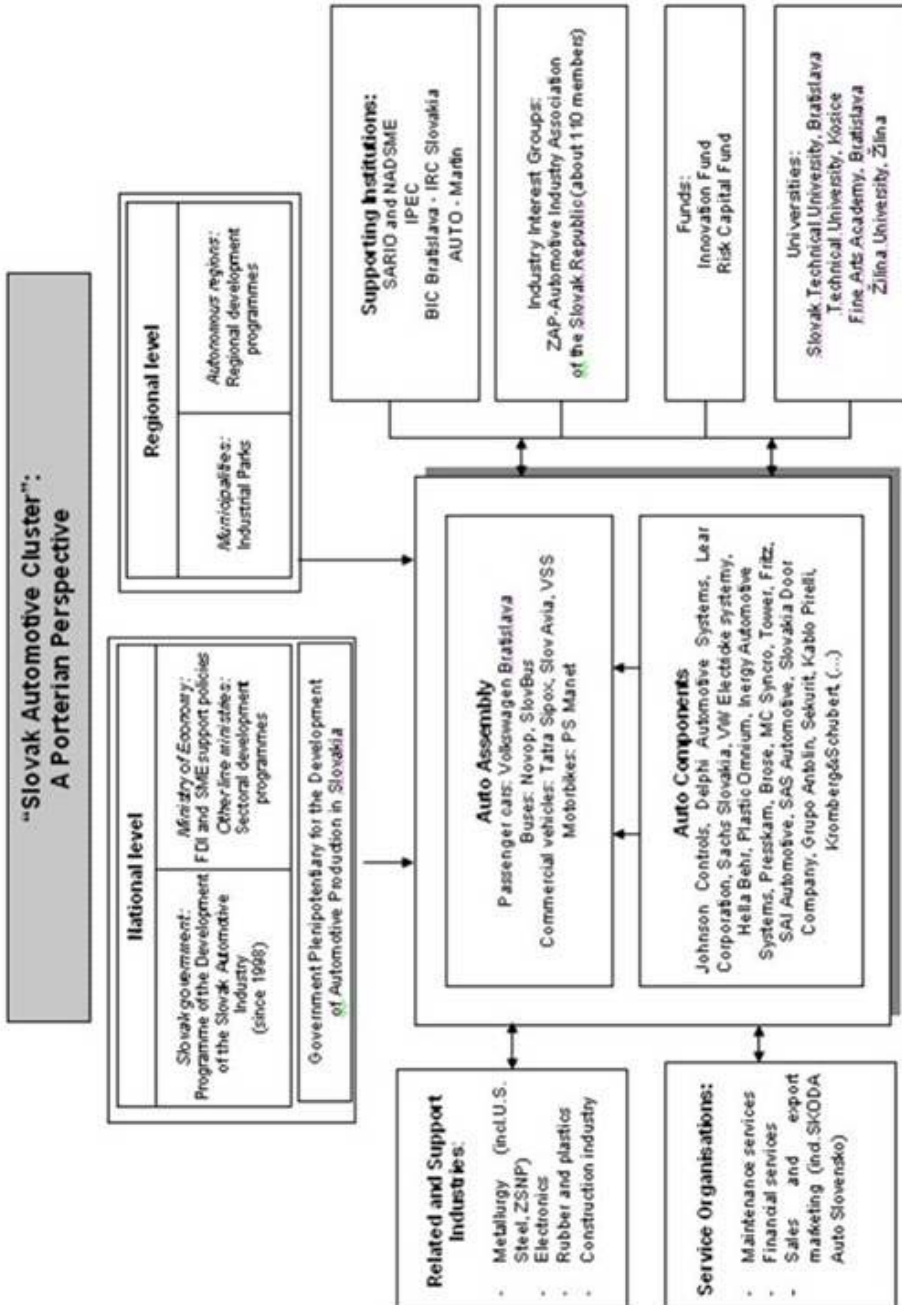 “Slovak Automotive Cluster”:
A Porterian Perspective
National level
Slovak government:
Programme of the Development
of the Slovak Automotive
Industry
(since 1998)
Ministry of Economy:
FDI and SME support policies
Other line ministries:
Sectoral development
programmes
Government Plenipotentiary for the Development
of Automotive Production in Slovakia
Regional level
Municipalities:
Industrial Parks
Autonomous regions:
Regional development
programmes
Related and Support
Industries:
- Metallurgy (incl.U.S.
Steel, ZSNP)
- Electronics
- Rubber and plastics
- Construction industry
Service Organisations:
- Maintenance services
- Financial services
- Sales and export
marketing (incl.SKODA
Auto Slovensko)
Auto Assembly
Passenger cars: Volkswagen Bratislava
Buses: Novop, SlovBus
Commercial vehicles: Tatra Sipox, Slov Avia, VSS
Motorbikes: PS Manet
Auto Components
Johnson Controls, Delphi Automotive Systems, Lear
Corporation, Sachs Slovakia, VW Electricke systemy,
Hella Behr, Plastic Omnium, Inergy Automotive
Systems, Presskam, Brose, MC Syncro, Tower, Fritz,
SAI Automotive, SAS Automotive, Slovakia Door
Company, Grupo Antolin, Sekurit, Kablo Pirelli,
Kromberg&Schubert, (...)
Supporting Institutions:
SARIO and NADSME
IPEC
BIC Bratislava - IRC Slovakia
AUTO - Martin
Industry Interest Groups:
ZAP-Automotive Industry Association
of the Slovak Republic (about 110 members)
Funds:
Innovation Fund
Risk Capital Fund
Universities:
Slovak Technical University, Bratislava
Technical University, Kosice
Fine Arts Academy, Bratislava
Žilina University, Žilina